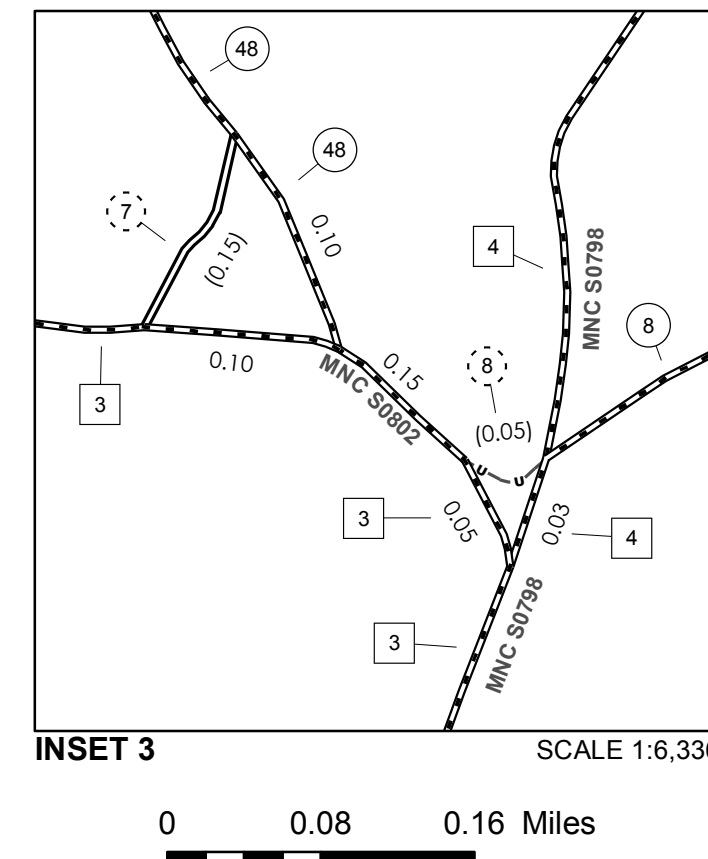 48
48
7
(0.15)
0.10
4
MNC S0798
8
0.10
MNC S0802
0.15
8
(0.05)
3
3
0.05
0.03
4
3
MNC S0798
U
U
INSET 3
SCALE 1:6,336
0 0.08 0.16 Miles